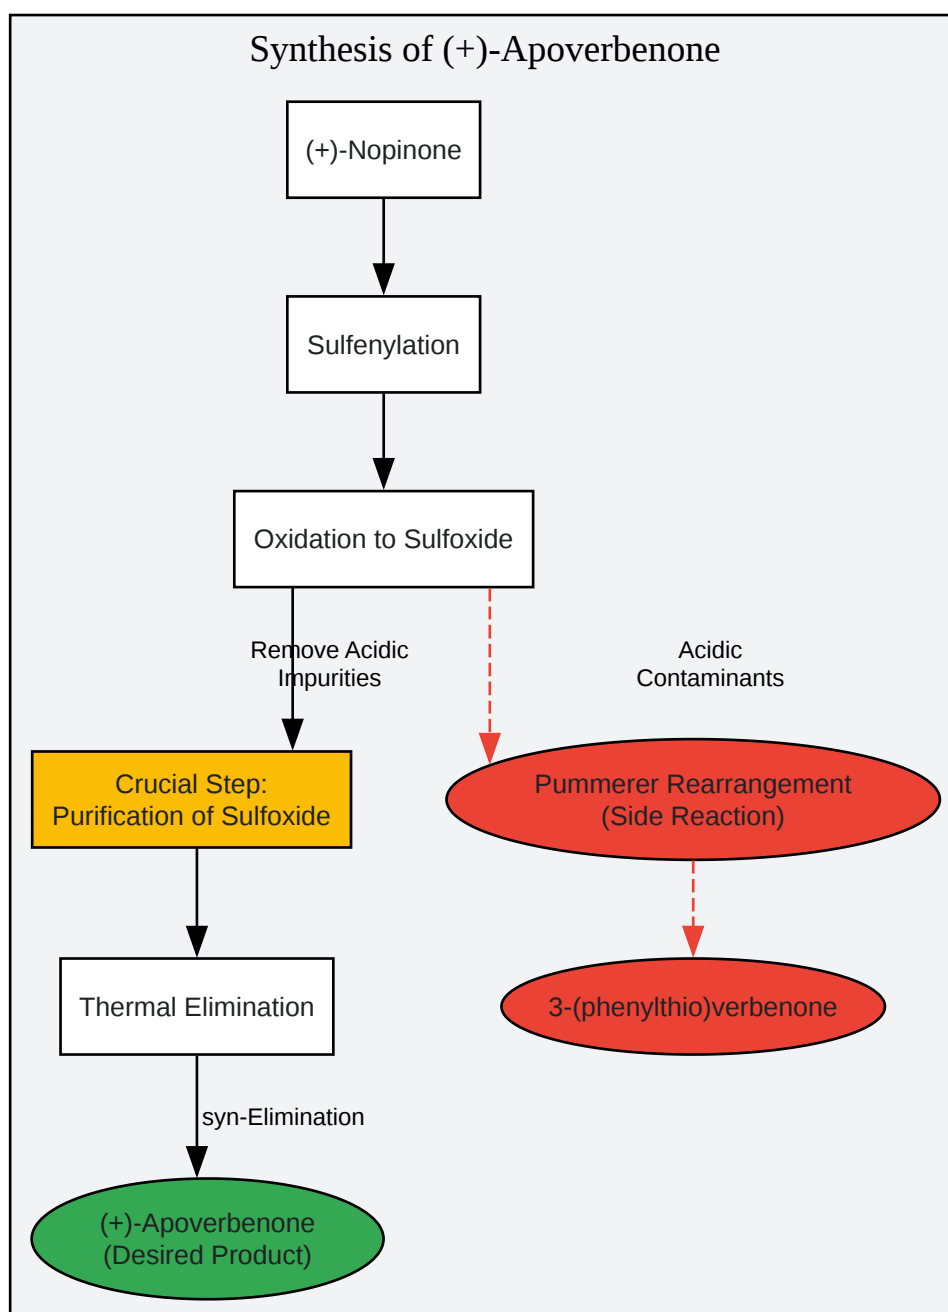 Synthesis of (+)-Apoverbenone
(+)-Nopinone
Sulfenylation
Oxidation to Sulfoxide
Remove Acidic
Impurities
Acidic
Contaminants
Crucial Step:
Purification of Sulfoxide
Pummerer Rearrangement
(Side Reaction)
Thermal Elimination
3-(phenylthio)verbenone
syn-Elimination
(+)-Apoverbenone
(Desired Product)